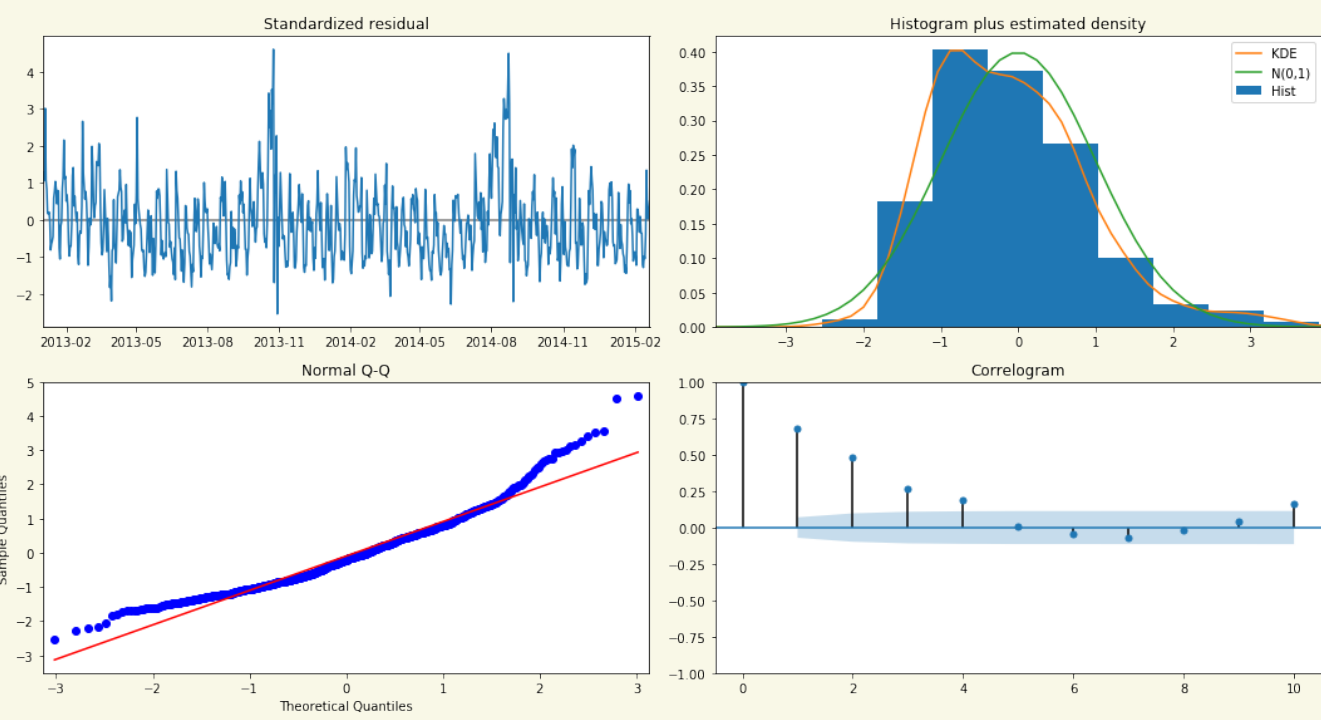 Standardized residual
4
3
2
1
0
−1
−2
2013-02 2013-05 2013-08 2013-11 2014-02 2014-05 2014-08 2014-11 2015-02
Histogram plus estimated density
KDE
N(0,1)
Hist
0.40
0.35
0.30
0.25
0.20
0.15
0.10
0.05
0.00
−3 −2 −1 0 1 2 3
Normal Q-Q
Sample Quantiles
5
4
3
2
1
0
−1
−2
−3
−3 −2 −1 0 1 2 3
Theoretical Quantiles
Correlogram
1.00
0.75
0.50
0.25
0.00
−0.25
−0.50
−0.75
−1.00
0 2 4 6 8 10